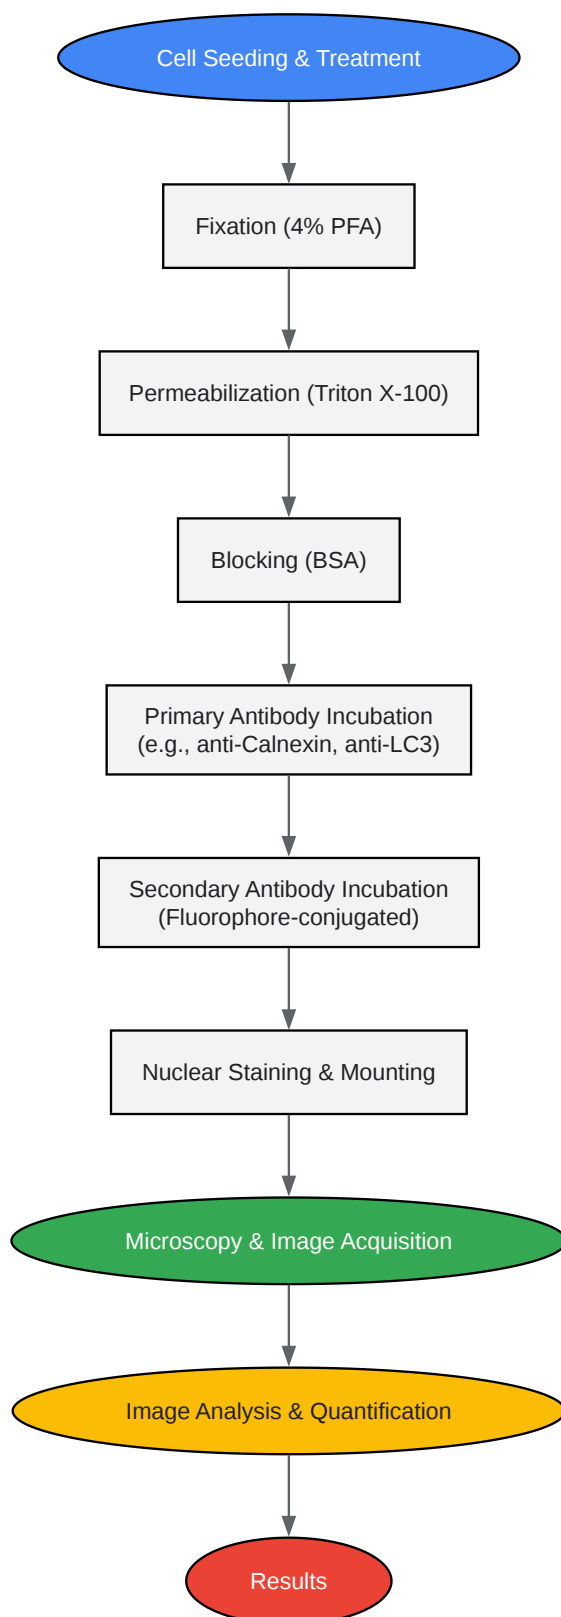 Cell Seeding & Treatment
Fixation (4% PFA)
Permeabilization (Triton X-100)
Blocking (BSA)
Primary Antibody Incubation
(e.g., anti-Calnexin, anti-LC3)
Secondary Antibody Incubation
(Fluorophore-conjugated)
Nuclear Staining & Mounting
Microscopy & Image Acquisition
Image Analysis & Quantification
Results